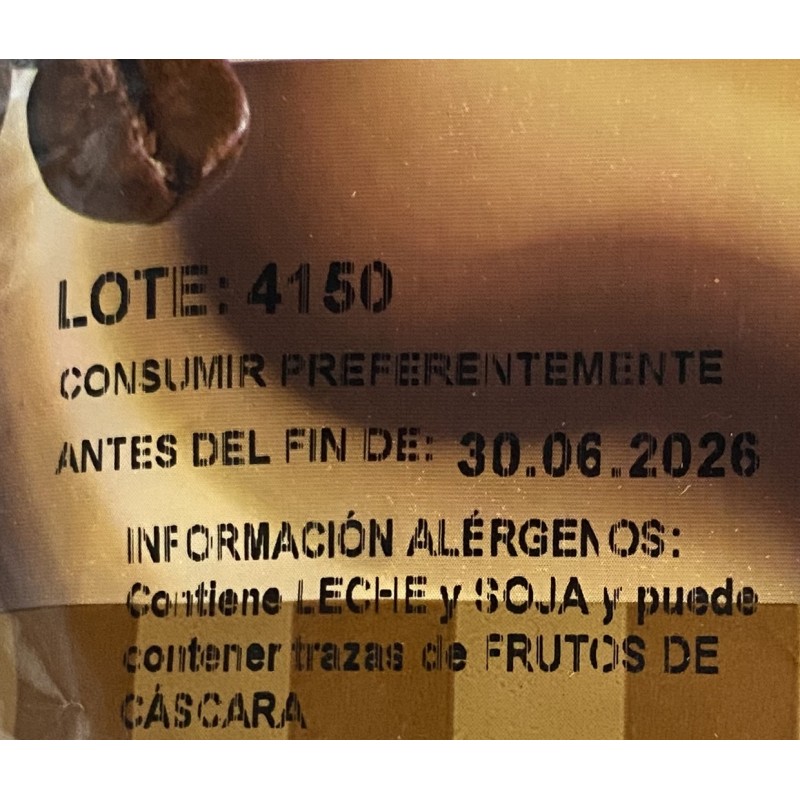 LOTE: 4150
CONSUMIR PREFERENTEMENTE
ANTES DEL FIN DE: 30.06.2026
INFORMACIÓN ALÉRGENOS:
Contiene LECHE y SOJA y puede
contener trazas de FRUTOS DE
CÁSCARA